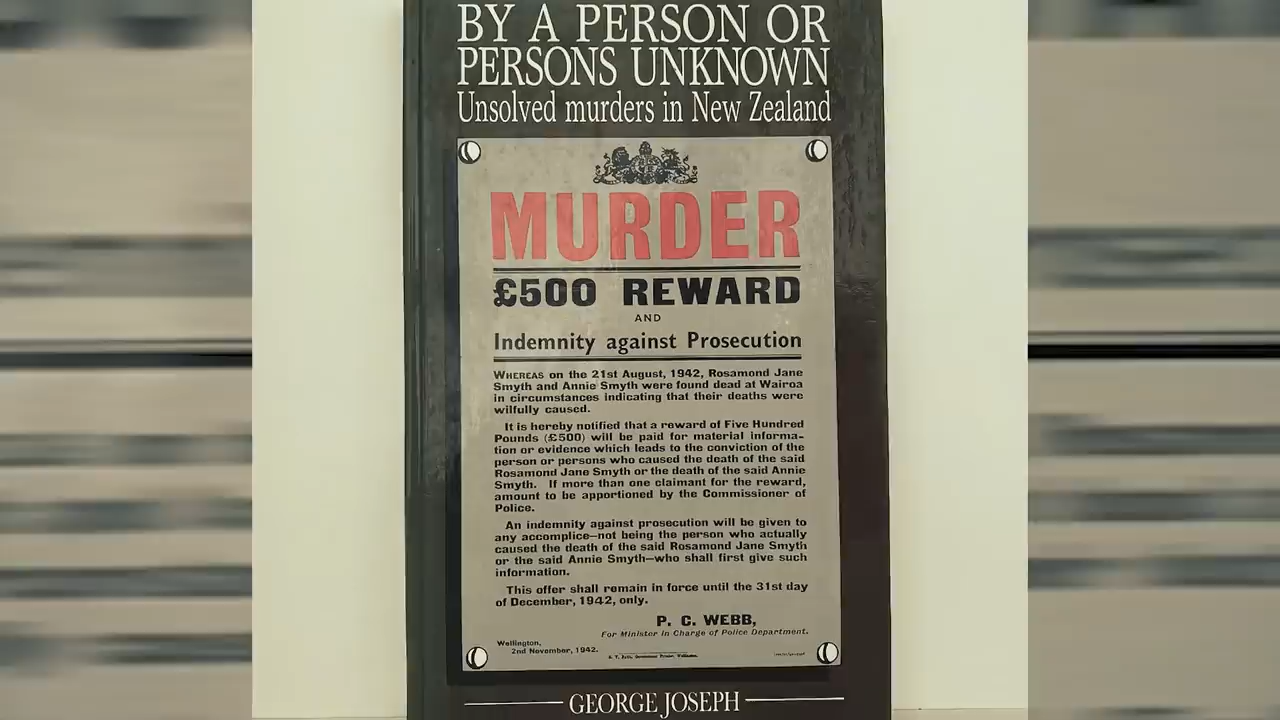 BY A PERSON OR
PERSONS UNKNOWN
Unsolved murders in New Zealand
MURDER
£500 REWARD
AND
Indemnity against Prosecution
WHEREAS on the 21st August, 1942, Rosamond Jane
Smyth and Annie Smyth were found dead at Wairoa
in circumstances indicating that their deaths were
wilfully caused.
It is hereby notified that a reward of Five Hundred
Pounds (£500) will be paid for material informa-
tion or evidence which leads to the conviction of the
person or persons who caused the death of the said
Rosamond Jane Smyth or the death of the said Annie
Smyth. If more than one claimant for the reward,
amount to be apportioned by the Commissioner of
Police.
An indemnity against prosecution will be given to
any accomplice—not being the person who actually
caused the death of the said Rosamond Jane Smyth
or the said Annie Smyth—who shall first give such
information.
This offer shall remain in force until the 31st day
of December, 1942, only.
P. C. WEBB,
For Minister in Charge of Police Department.
Wellington,
2nd November, 1942.
Government Printer, Wellington.
GEORGE JOSEPH